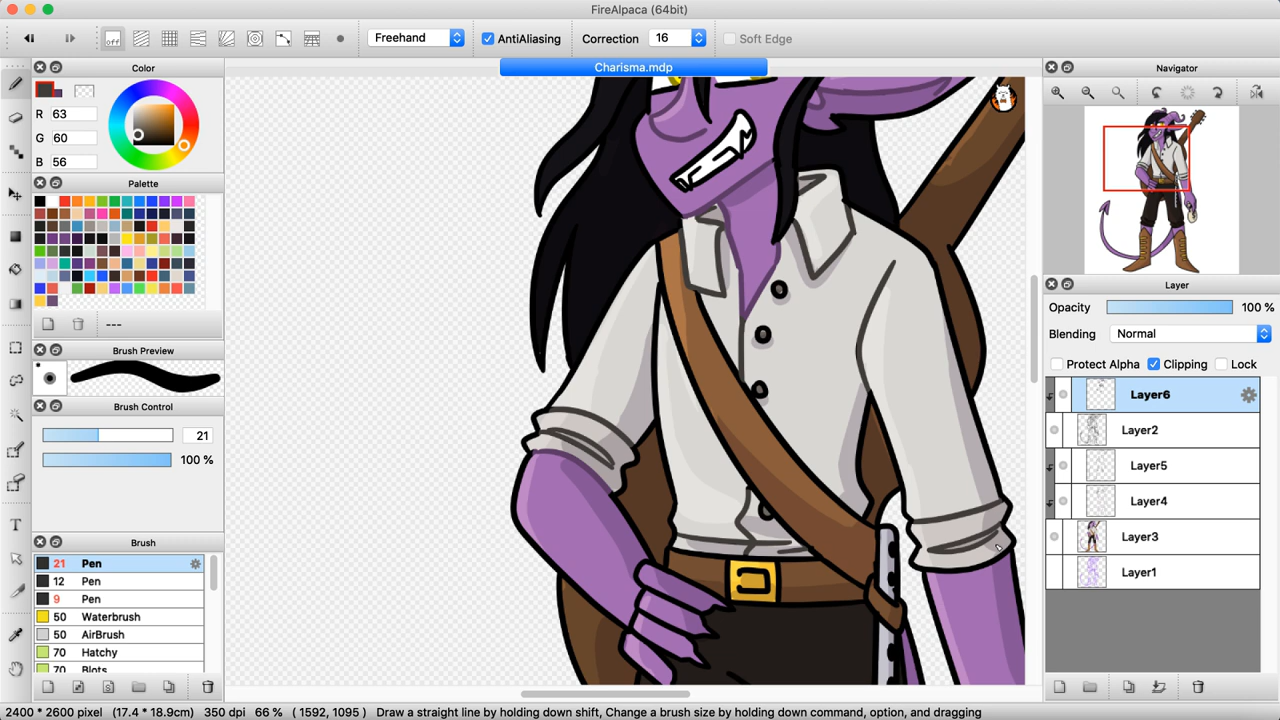 FireAlpaca (64bit)
off
Freehand
AntiAliasing
Correction
16
Soft Edge
Charisma.mdp
Color
R 63
G 60
B 56
Palette
---
Brush Preview
Brush Control
21
100 %
Brush
21 Pen
12 Pen
9 Pen
50 Waterbrush
50 AirBrush
70 Hatchy
70 Blots
Navigator
Layer
Opacity 100 %
Blending Normal
Protect Alpha Clipping Lock
Layer6
Layer2
Layer5
Layer4
Layer3
Layer1
2400 * 2600 pixel (17.4 * 18.9cm) 350 dpi 66 % ( 1592, 1095 ) Draw a straight line by holding down shift, Change a brush size by holding down command, option, and dragging